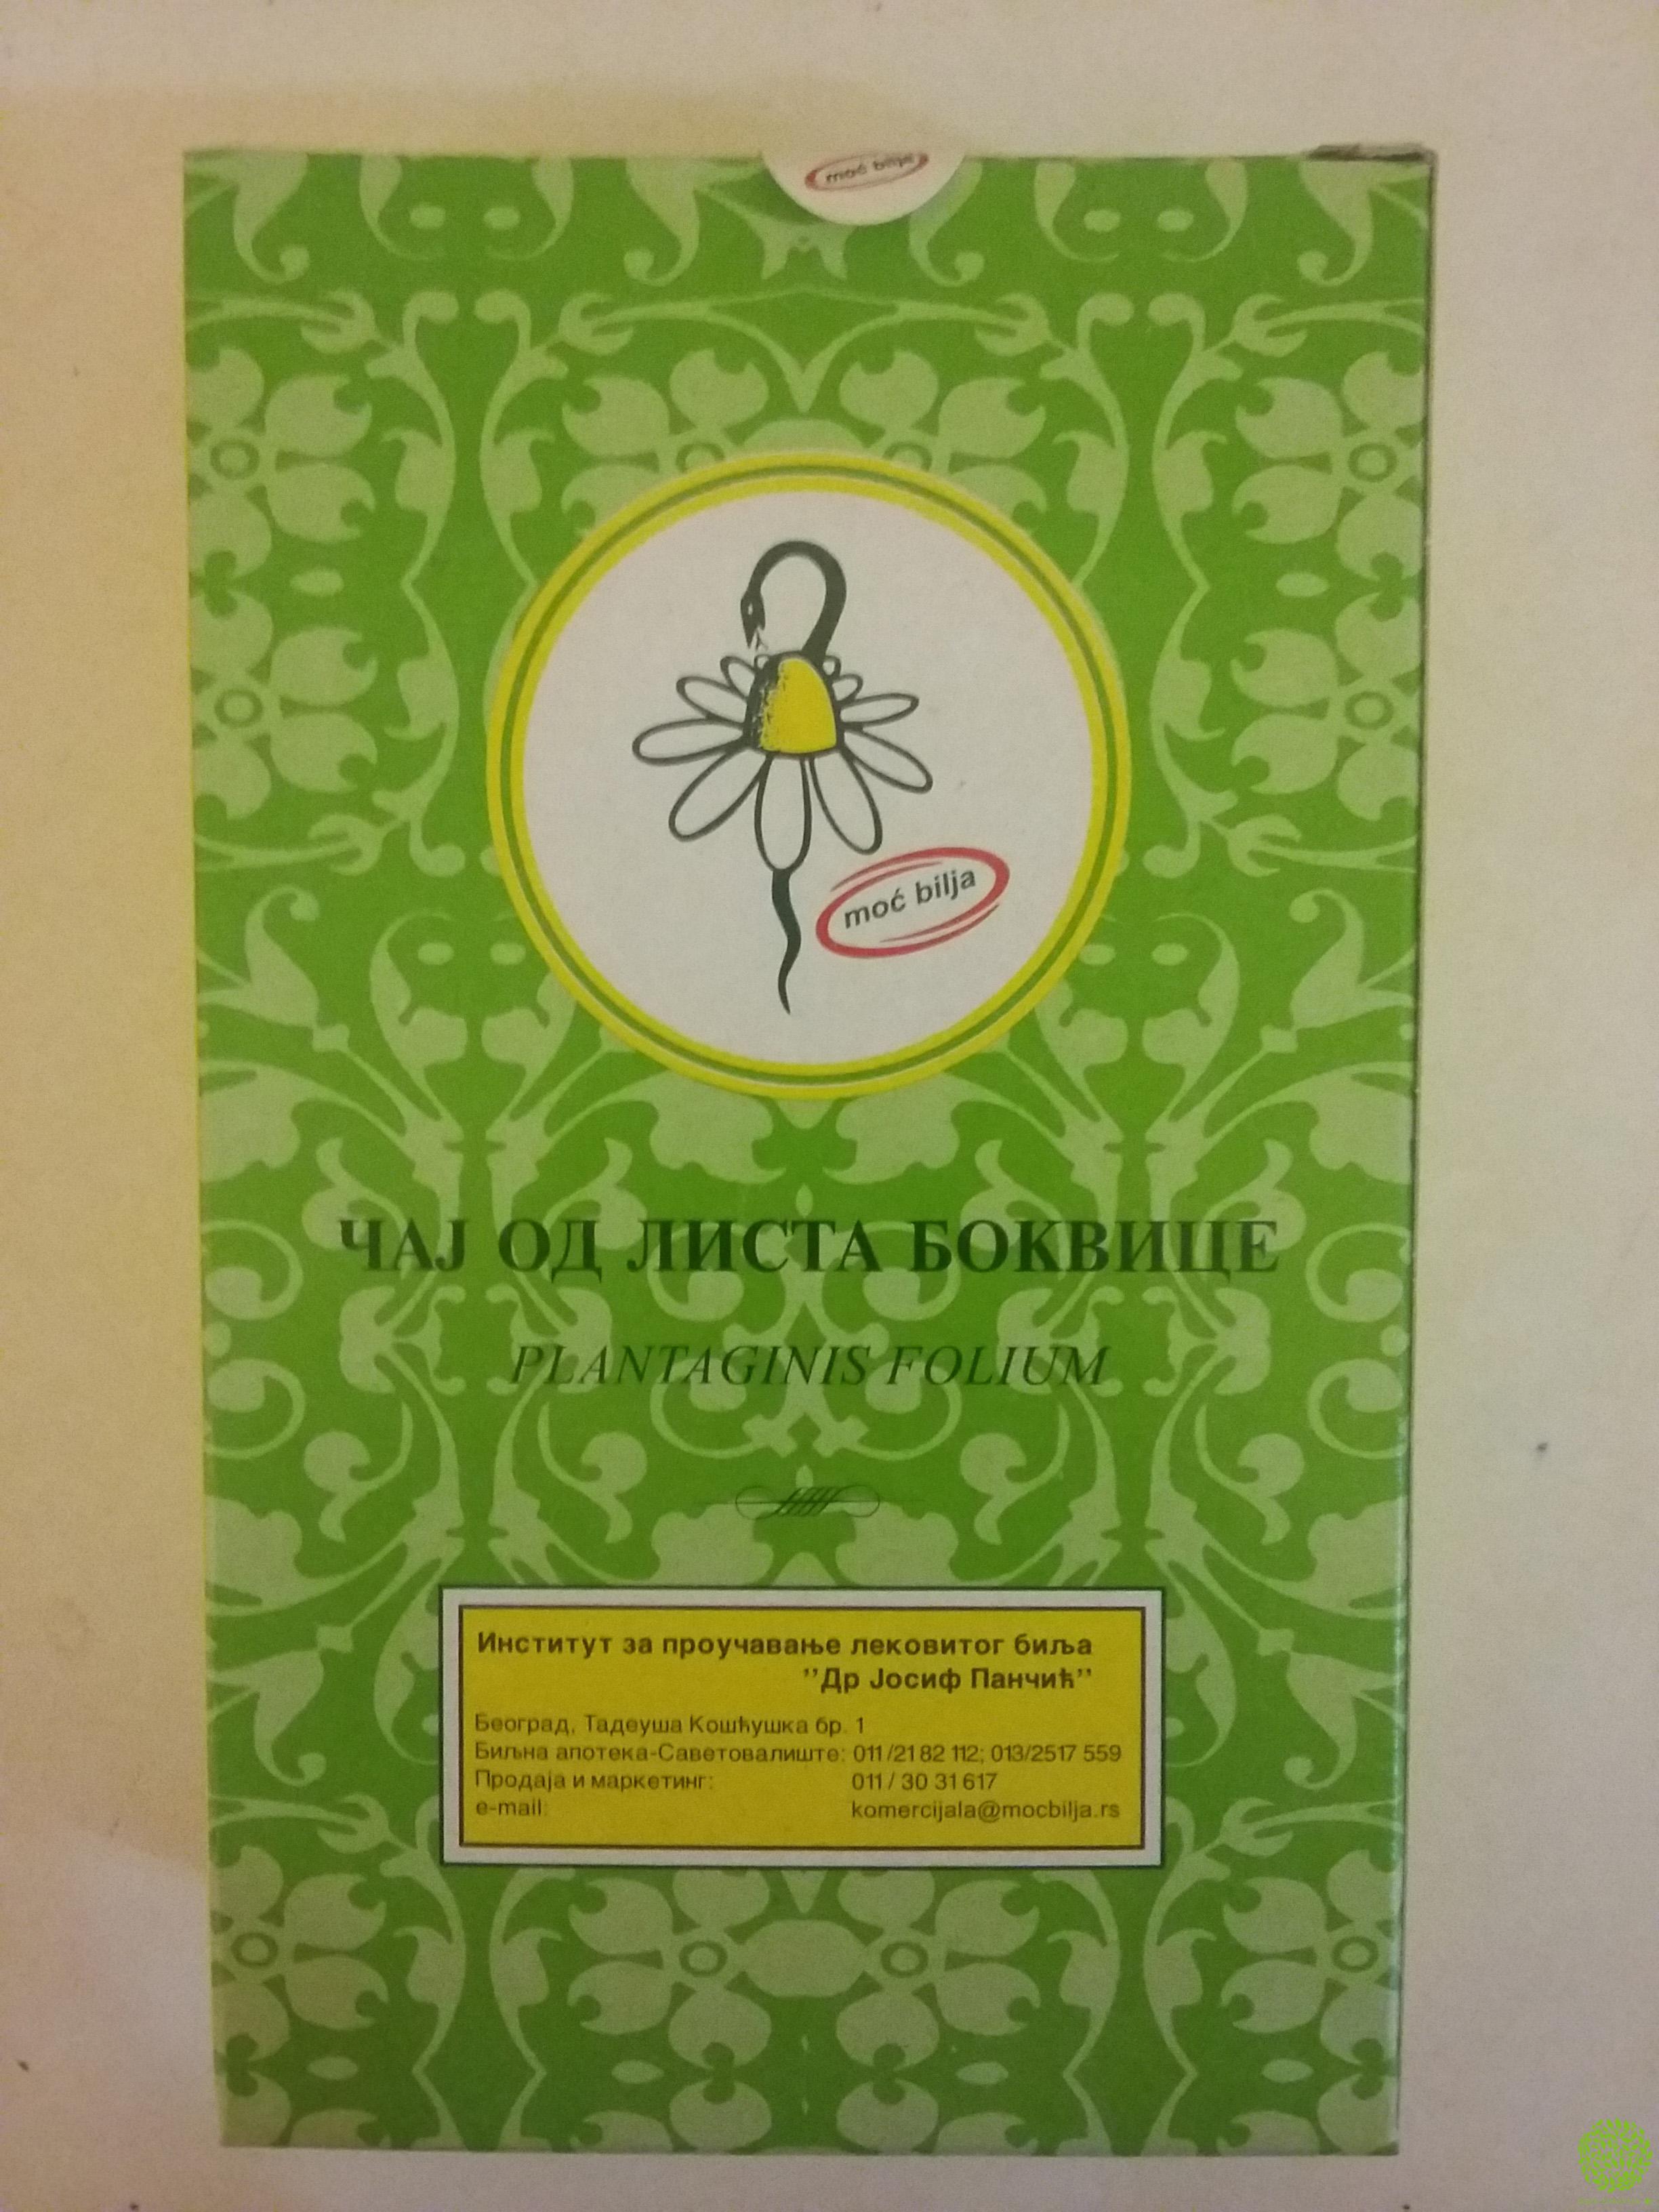 moć bilja
moć bilja
ЧАЈ ОД ЛИСТА БОКВИЦЕ
PLANTAGINIS FOLIUM
Институт за проучавање лековитог биља
''Др Јосиф Панчић''
Београд, Тадеуша Кошћушка бр. 1
Биљна апотека-Саветовалиште: 011/2182 112; 013/2517 559
Продаја и маркетинг: 011 / 30 31 617
e-mail: komercijala@mocbilja.rs